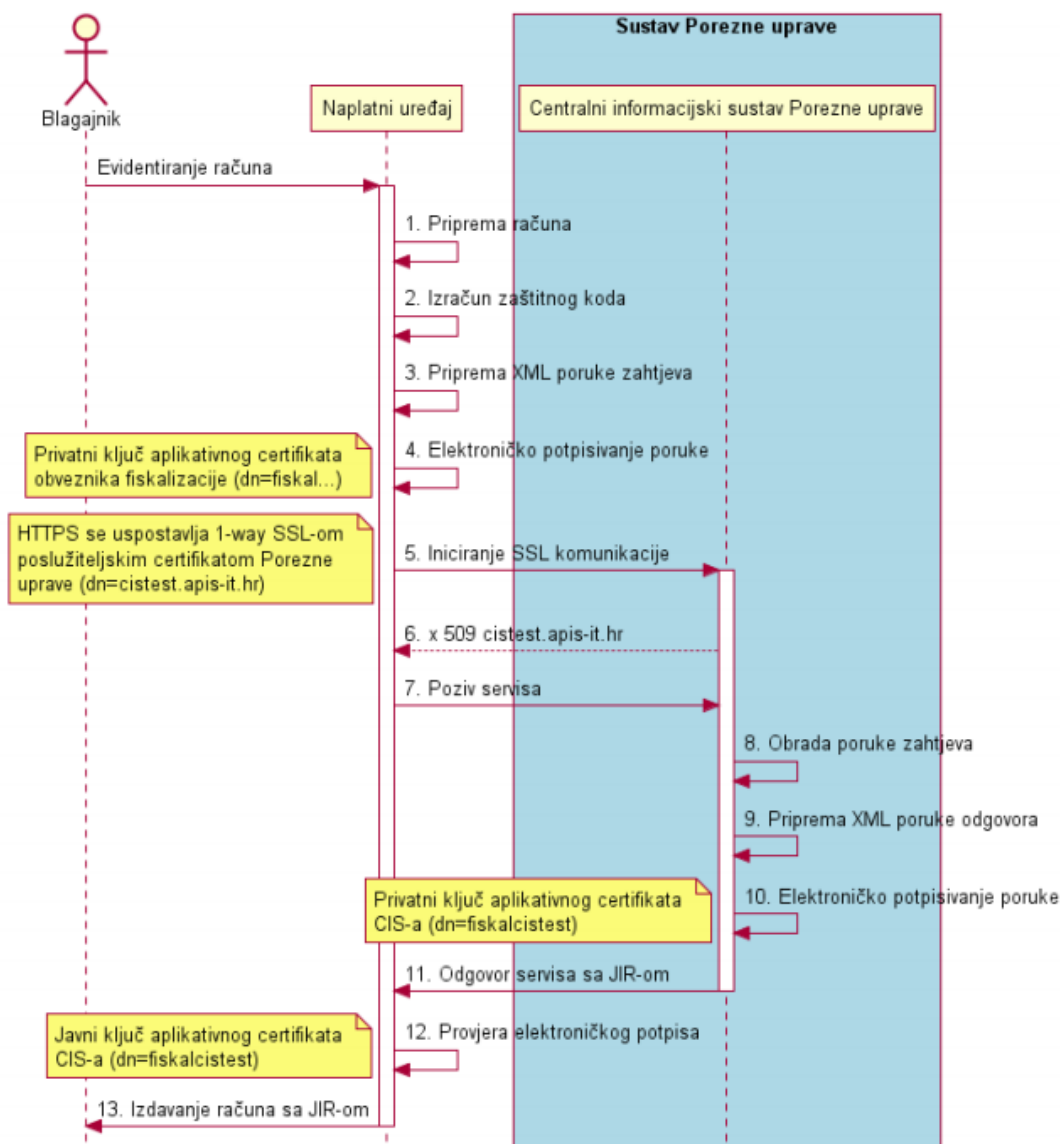 Sustav Porezne uprave
Blagajnik
Naplatni uređaj
Centralni informacijski sustav Porezne uprave
Evidentiranje računa
1. Priprema računa
2. Izračun zaštitnog koda
3. Priprema XML poruke zahtjeva
Privatni ključ aplikativnog certifikata
obveznika fiskalizacije (dn=fiskal...)
4. Elektroničko potpisivanje poruke
HTTPS se uspostavlja 1-way SSL-om
poslužiteljskim certifikatom Porezne
uprave (dn=cistest.apis-it.hr)
5. Iniciranje SSL komunikacije
6. x 509 cistest.apis-it.hr
7. Poziv servisa
8. Obrada poruke zahtjeva
9. Priprema XML poruke odgovora
Privatni ključ aplikativnog certifikata
CIS-a (dn=fiskalcistest)
10. Elektroničko potpisivanje poruke
11. Odgovor servisa sa JIR-om
Javni ključ aplikativnog certifikata
CIS-a (dn=fiskalcistest)
12. Provjera elektroničkog potpisa
13. Izdavanje računa sa JIR-om